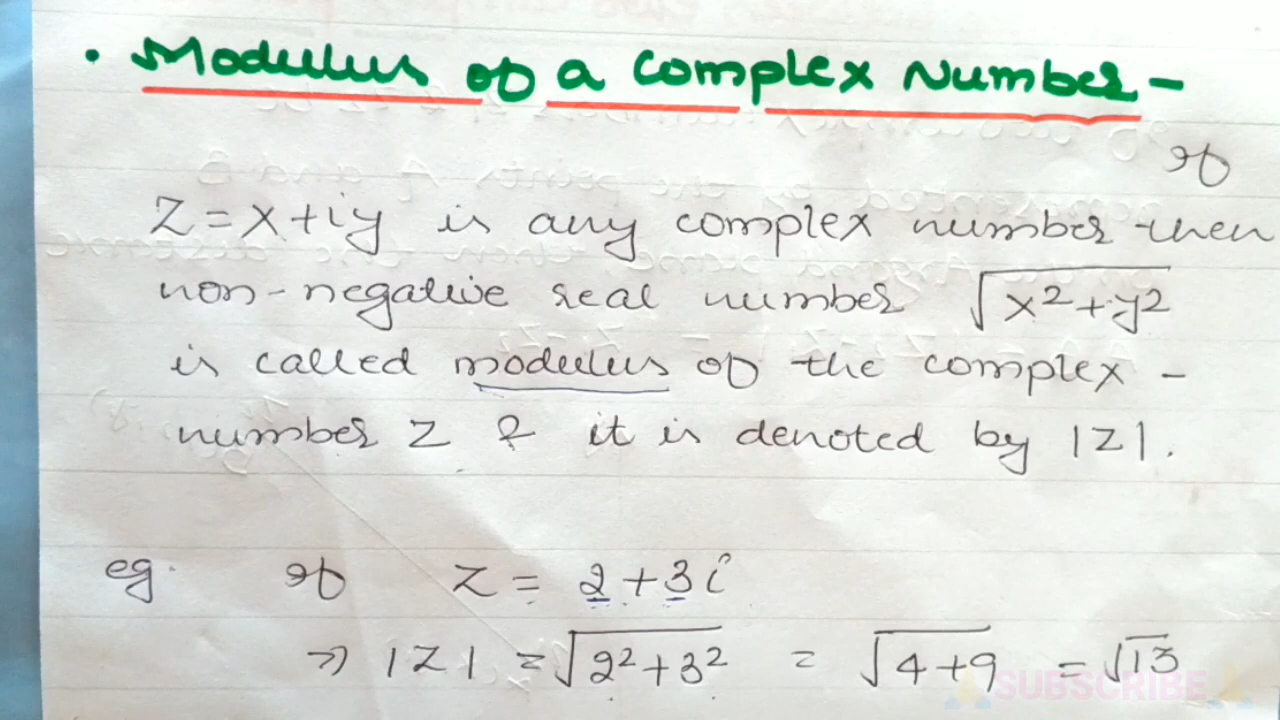 • Modulus of a Complex Number -
If
Z = x + iy is any complex number then
non-negative real number √x²+y²
is called modulus of the complex -
number Z & it is denoted by |Z|.
eg. If Z = 2 + 3i
⇒ |Z| = √2²+3² = √4+9 = √13
SUBSCRIBE